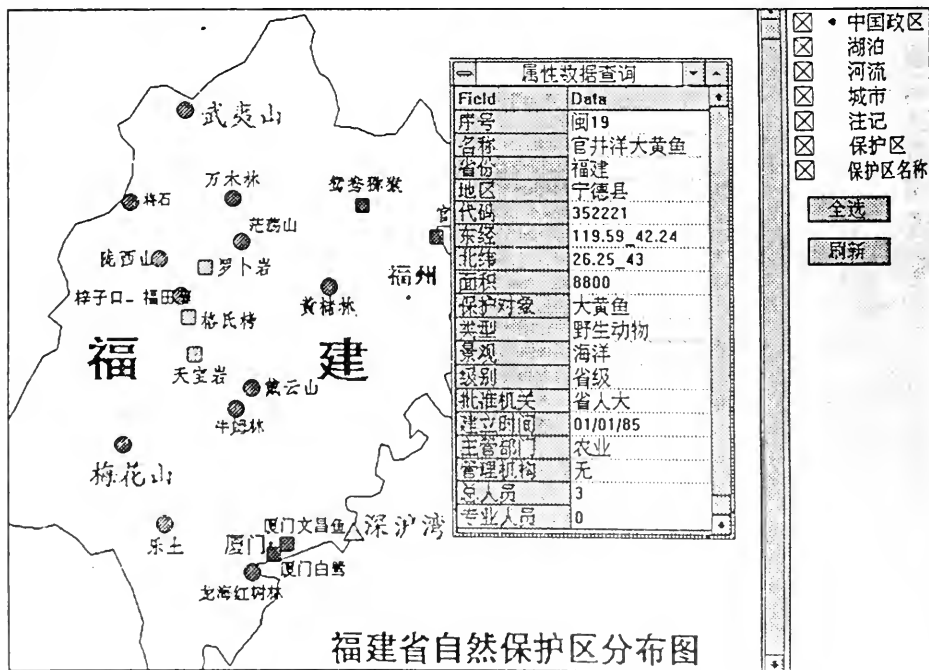 中国政区
湖泊
河流
城市
注记
保护区
保护区名称
全选
刷新
属性数据查询
Field Data
序号 闽19
名称 官井洋大黄鱼
省份 福建
地区 宁德县
代码 352221
东经 119.59_42.24
北纬 26.25_43
面积 8800
保护对象 大黄鱼
类型 野生动物
景观 海洋
级别 省级
批准机关 省人大
建立时间 01/01/85
主管部门 农业
管理机构 无
总人员 3
专业人员 0
武夷山
万木林
鸳鸯猕猴
将石
茫荡山
官
陇西山
罗卜岩
福州
梓子口-福田
黄楮林
格氏栲
福建
天宝岩
戴云山
牛姆林
梅花山
厦门文昌鱼
深沪湾
乐土
厦门
厦门白鹭
龙海红树林
福建省自然保护区分布图